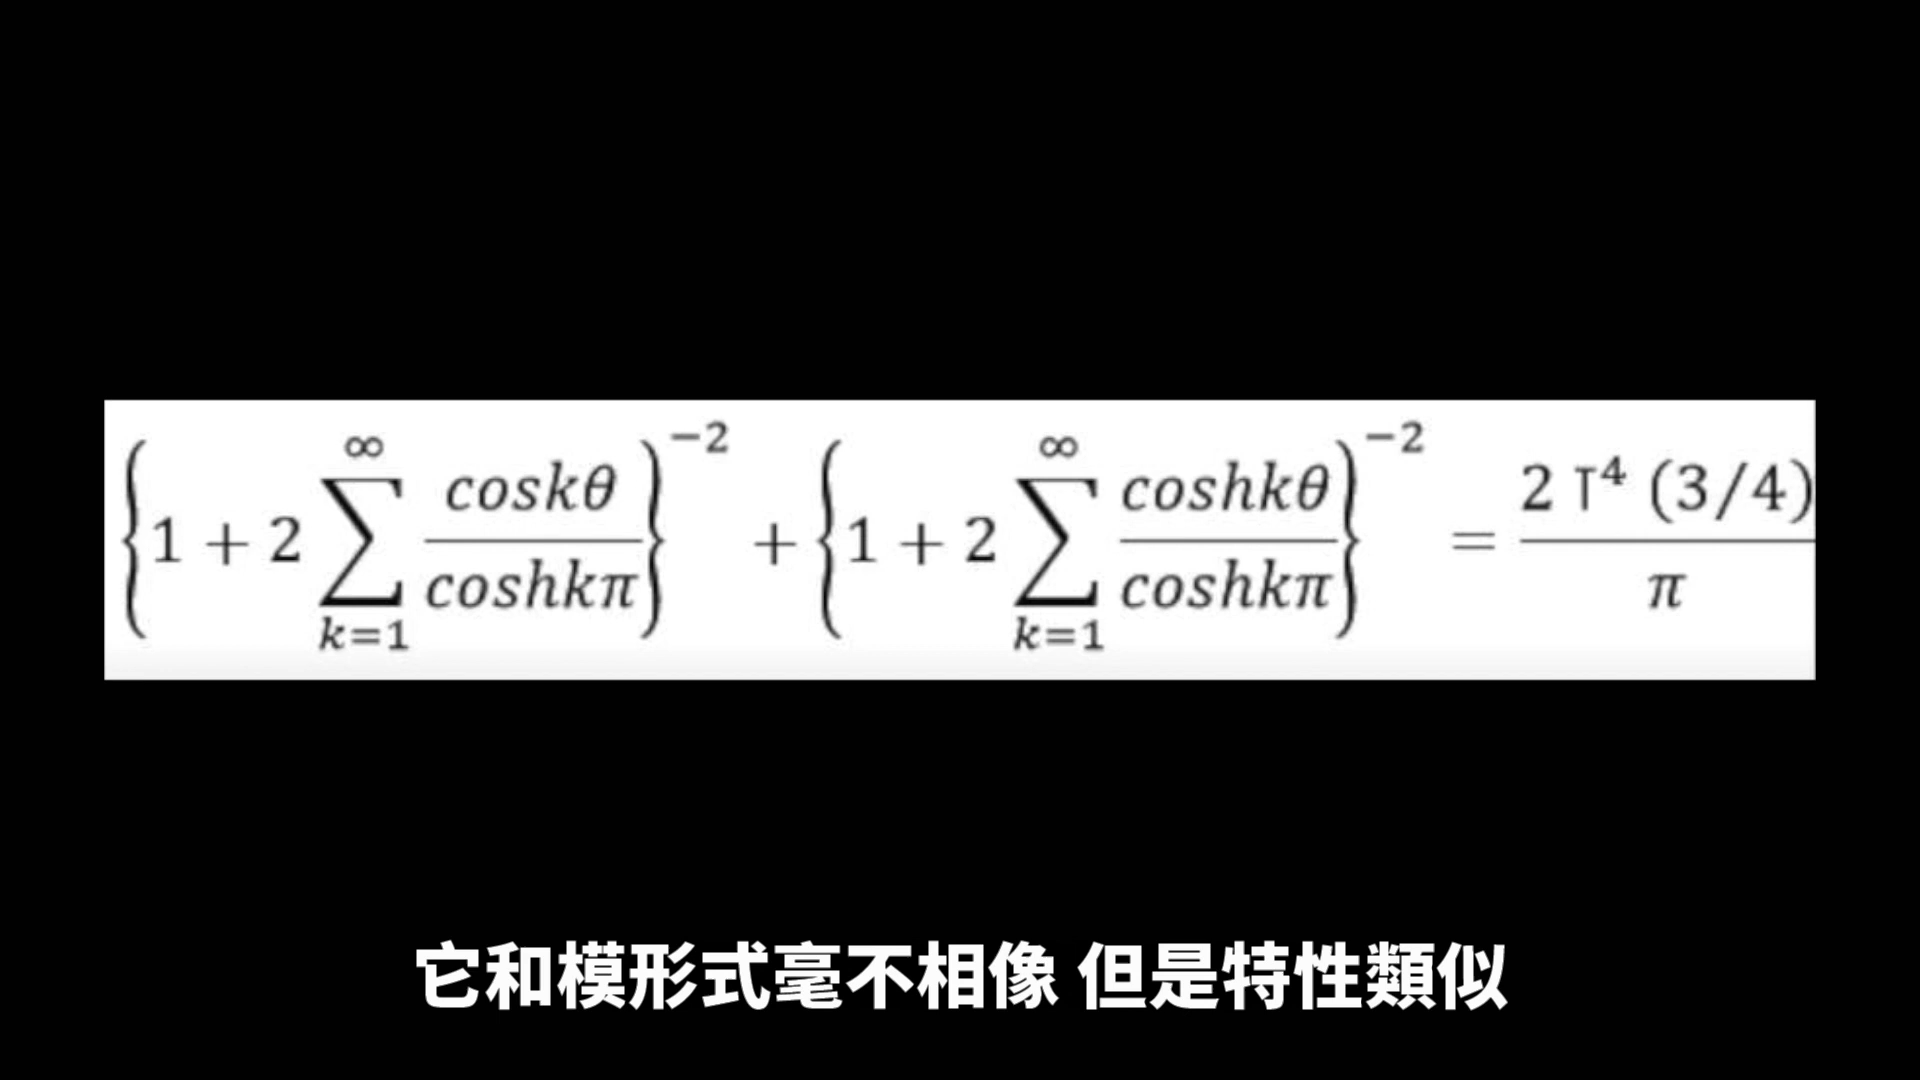 {1 + 2 ∑_{k=1}^{∞} coskθ / coshkπ}^{-2} + {1 + 2 ∑_{k=1}^{∞} coshkθ / coshkπ}^{-2} = 2 Γ^4 (3/4) / π
它和模形式毫不相像 但是特性類似